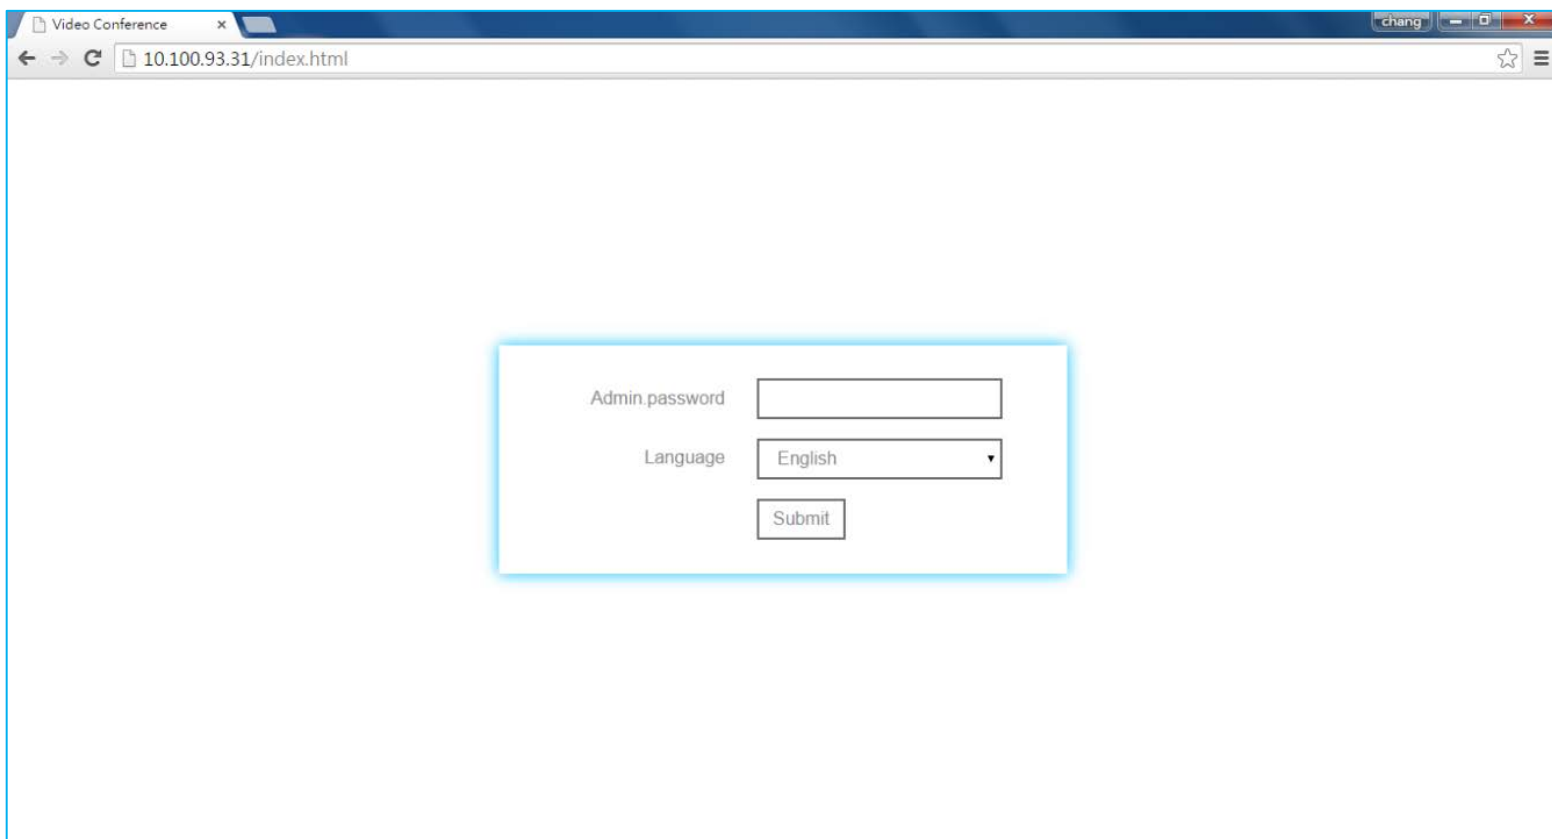 Video Conference
chang
10.100.93.31/index.html
Admin.password
Language English
Submit